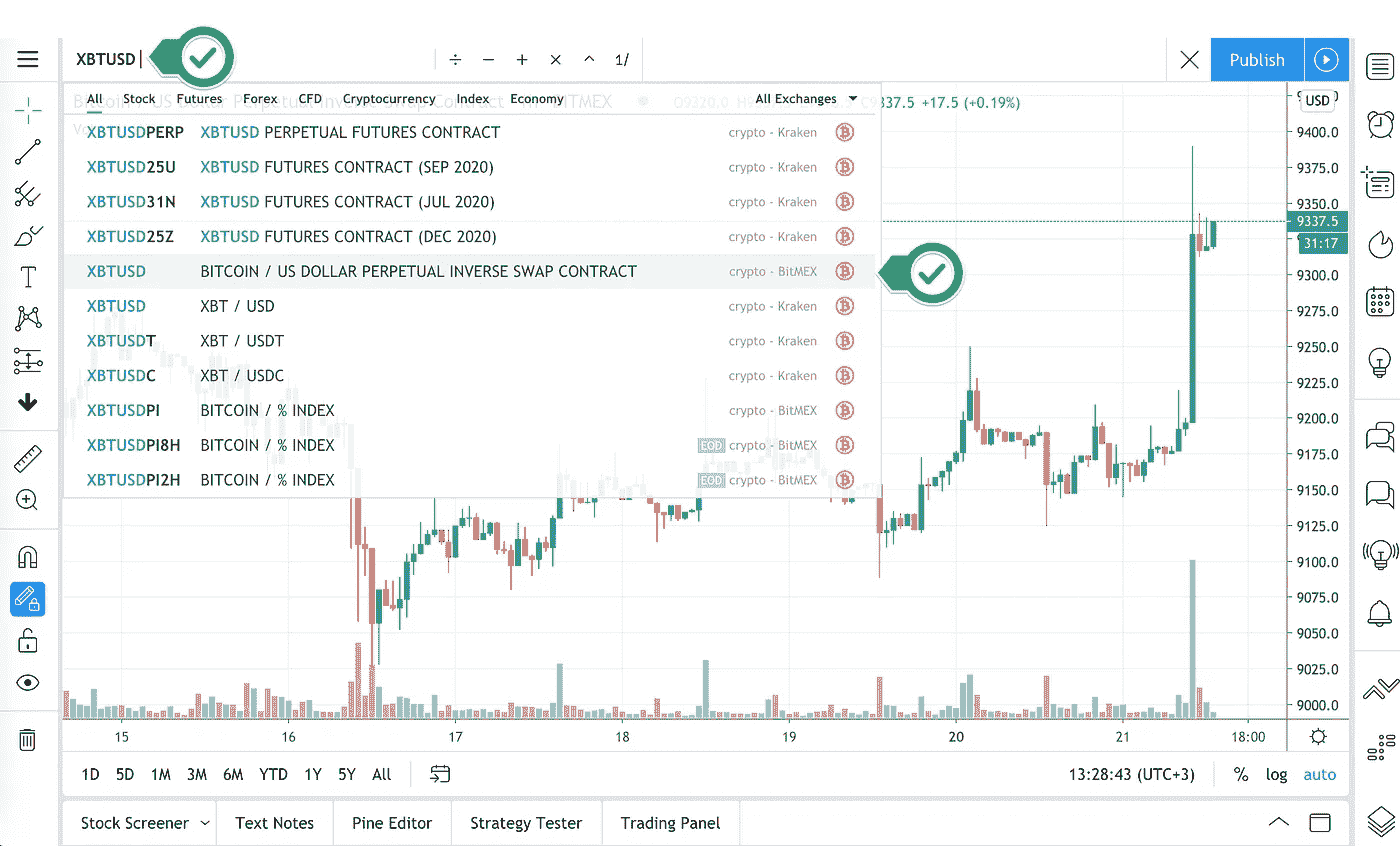 XBTUSD
÷ − + × ^ 1/
Publish
All Stock Futures Forex CFD Cryptocurrency Index Economy All Exchanges
37.5 +17.5 (+0.19%)
USD
XBTUSDPERP XBTUSD PERPETUAL FUTURES CONTRACT crypto - Kraken
XBTUSD25U XBTUSD FUTURES CONTRACT (SEP 2020) crypto - Kraken
XBTUSD31N XBTUSD FUTURES CONTRACT (JUL 2020) crypto - Kraken
XBTUSD25Z XBTUSD FUTURES CONTRACT (DEC 2020) crypto - Kraken
XBTUSD BITCOIN / US DOLLAR PERPETUAL INVERSE SWAP CONTRACT crypto - BitMEX
XBTUSD XBT / USD crypto - Kraken
XBTUSDT XBT / USDT crypto - Kraken
XBTUSDC XBT / USDC crypto - Kraken
XBTUSDPI BITCOIN / % INDEX crypto - BitMEX
XBTUSDPI8H BITCOIN / % INDEX EOD crypto - BitMEX
XBTUSDPI2H BITCOIN / % INDEX EOD crypto - BitMEX
9400.0
9375.0
9350.0
9337.5
31:17
9300.0
9275.0
9250.0
9225.0
9200.0
9175.0
9150.0
9125.0
9100.0
9075.0
9050.0
9025.0
9000.0
15 16 17 18 19 20 21 18:00
1D 5D 1M 3M 6M YTD 1Y 5Y All 13:28:43 (UTC+3) % log auto
Stock Screener Text Notes Pine Editor Strategy Tester Trading Panel